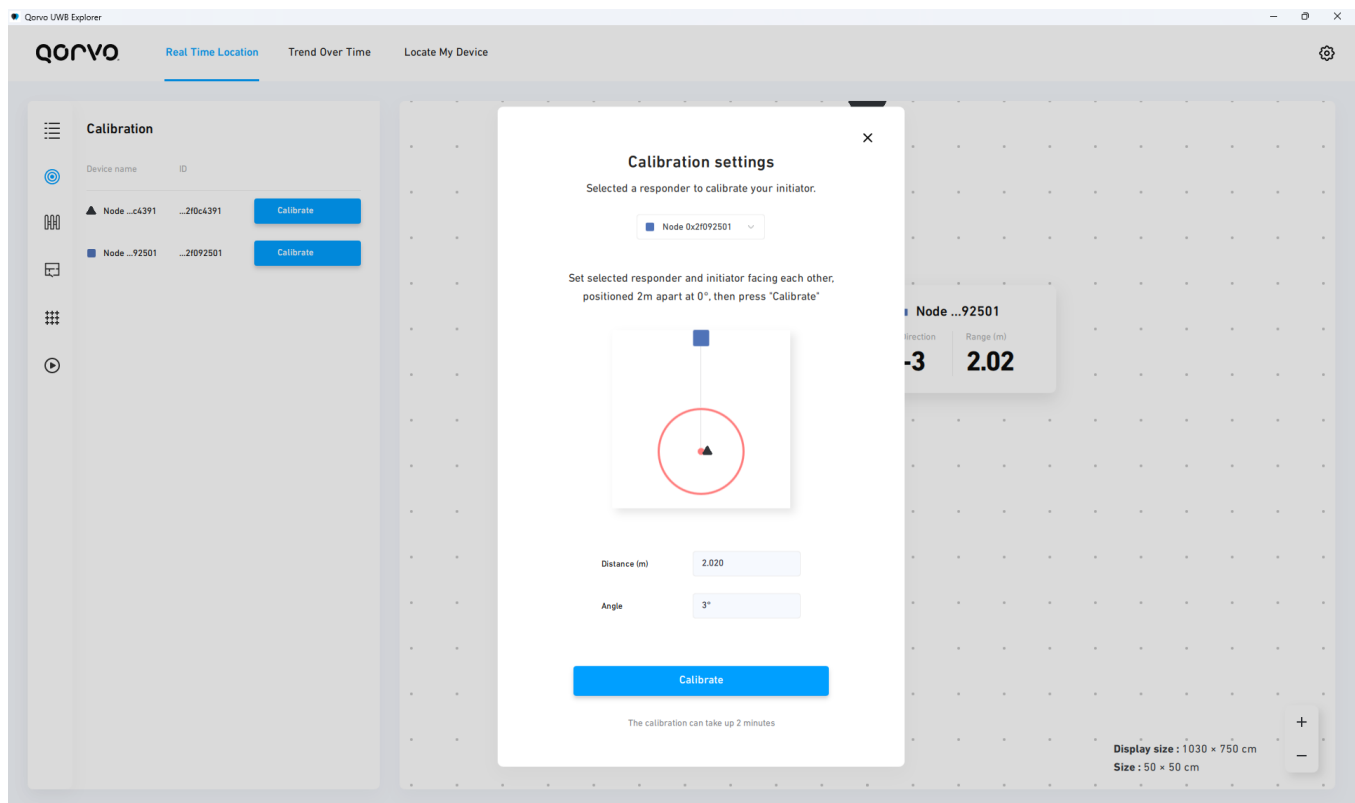 Qorvo UWB Explorer
QORVO
Real Time Location
Trend Over Time
Locate My Device
Calibration
Device name ID
Node ...c4391 ...2f0c4391 Calibrate
Node ...92501 ...2f092501 Calibrate
Calibration settings
Selected a responder to calibrate your initiator.
Node 0x2f092501
Set selected responder and initiator facing each other,
positioned 2m apart at 0°, then press "Calibrate"
Distance (m) 2.020
Angle 3°
Calibrate
The calibration can take up 2 minutes
Node ...92501
Range (m)
-3 2.02
Display size : 1030 × 750 cm
Size : 50 × 50 cm